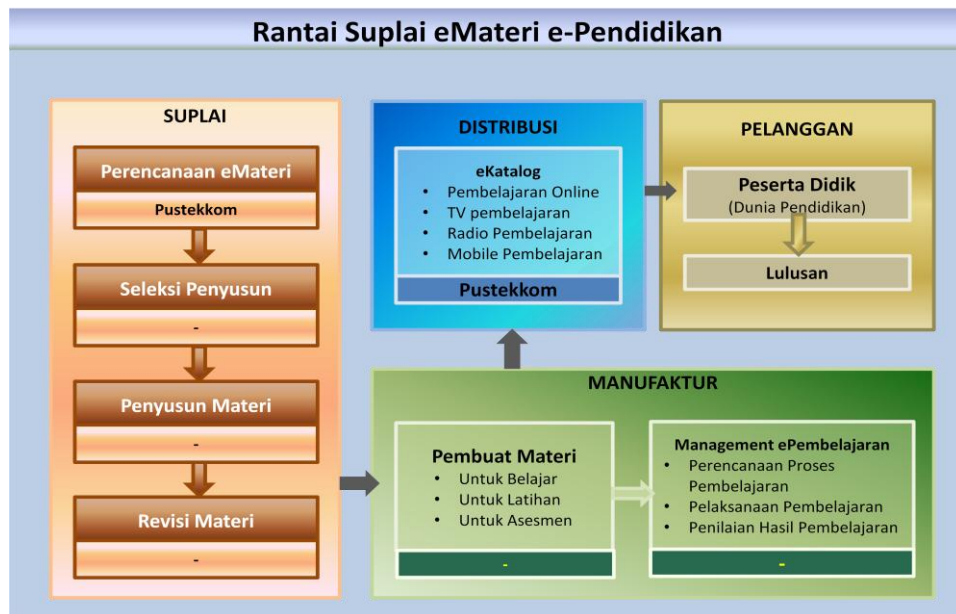 Rantai Suplai eMateri e-Pendidikan
SUPLAI
Perencanaan eMateri
Pustekkom
Seleksi Penyusun
-
Penyusun Materi
-
Revisi Materi
-
DISTRIBUSI
eKatalog
• Pembelajaran Online
• TV pembelajaran
• Radio Pembelajaran
• Mobile Pembelajaran
Pustekkom
PELANGGAN
Peserta Didik
(Dunia Pendidikan)
Lulusan
MANUFAKTUR
Pembuat Materi
• Untuk Belajar
• Untuk Latihan
• Untuk Asesmen
-
Management ePembelajaran
• Perencanaan Proses
Pembelajaran
• Pelaksanaan Pembelajaran
• Penilaian Hasil Pembelajaran
-